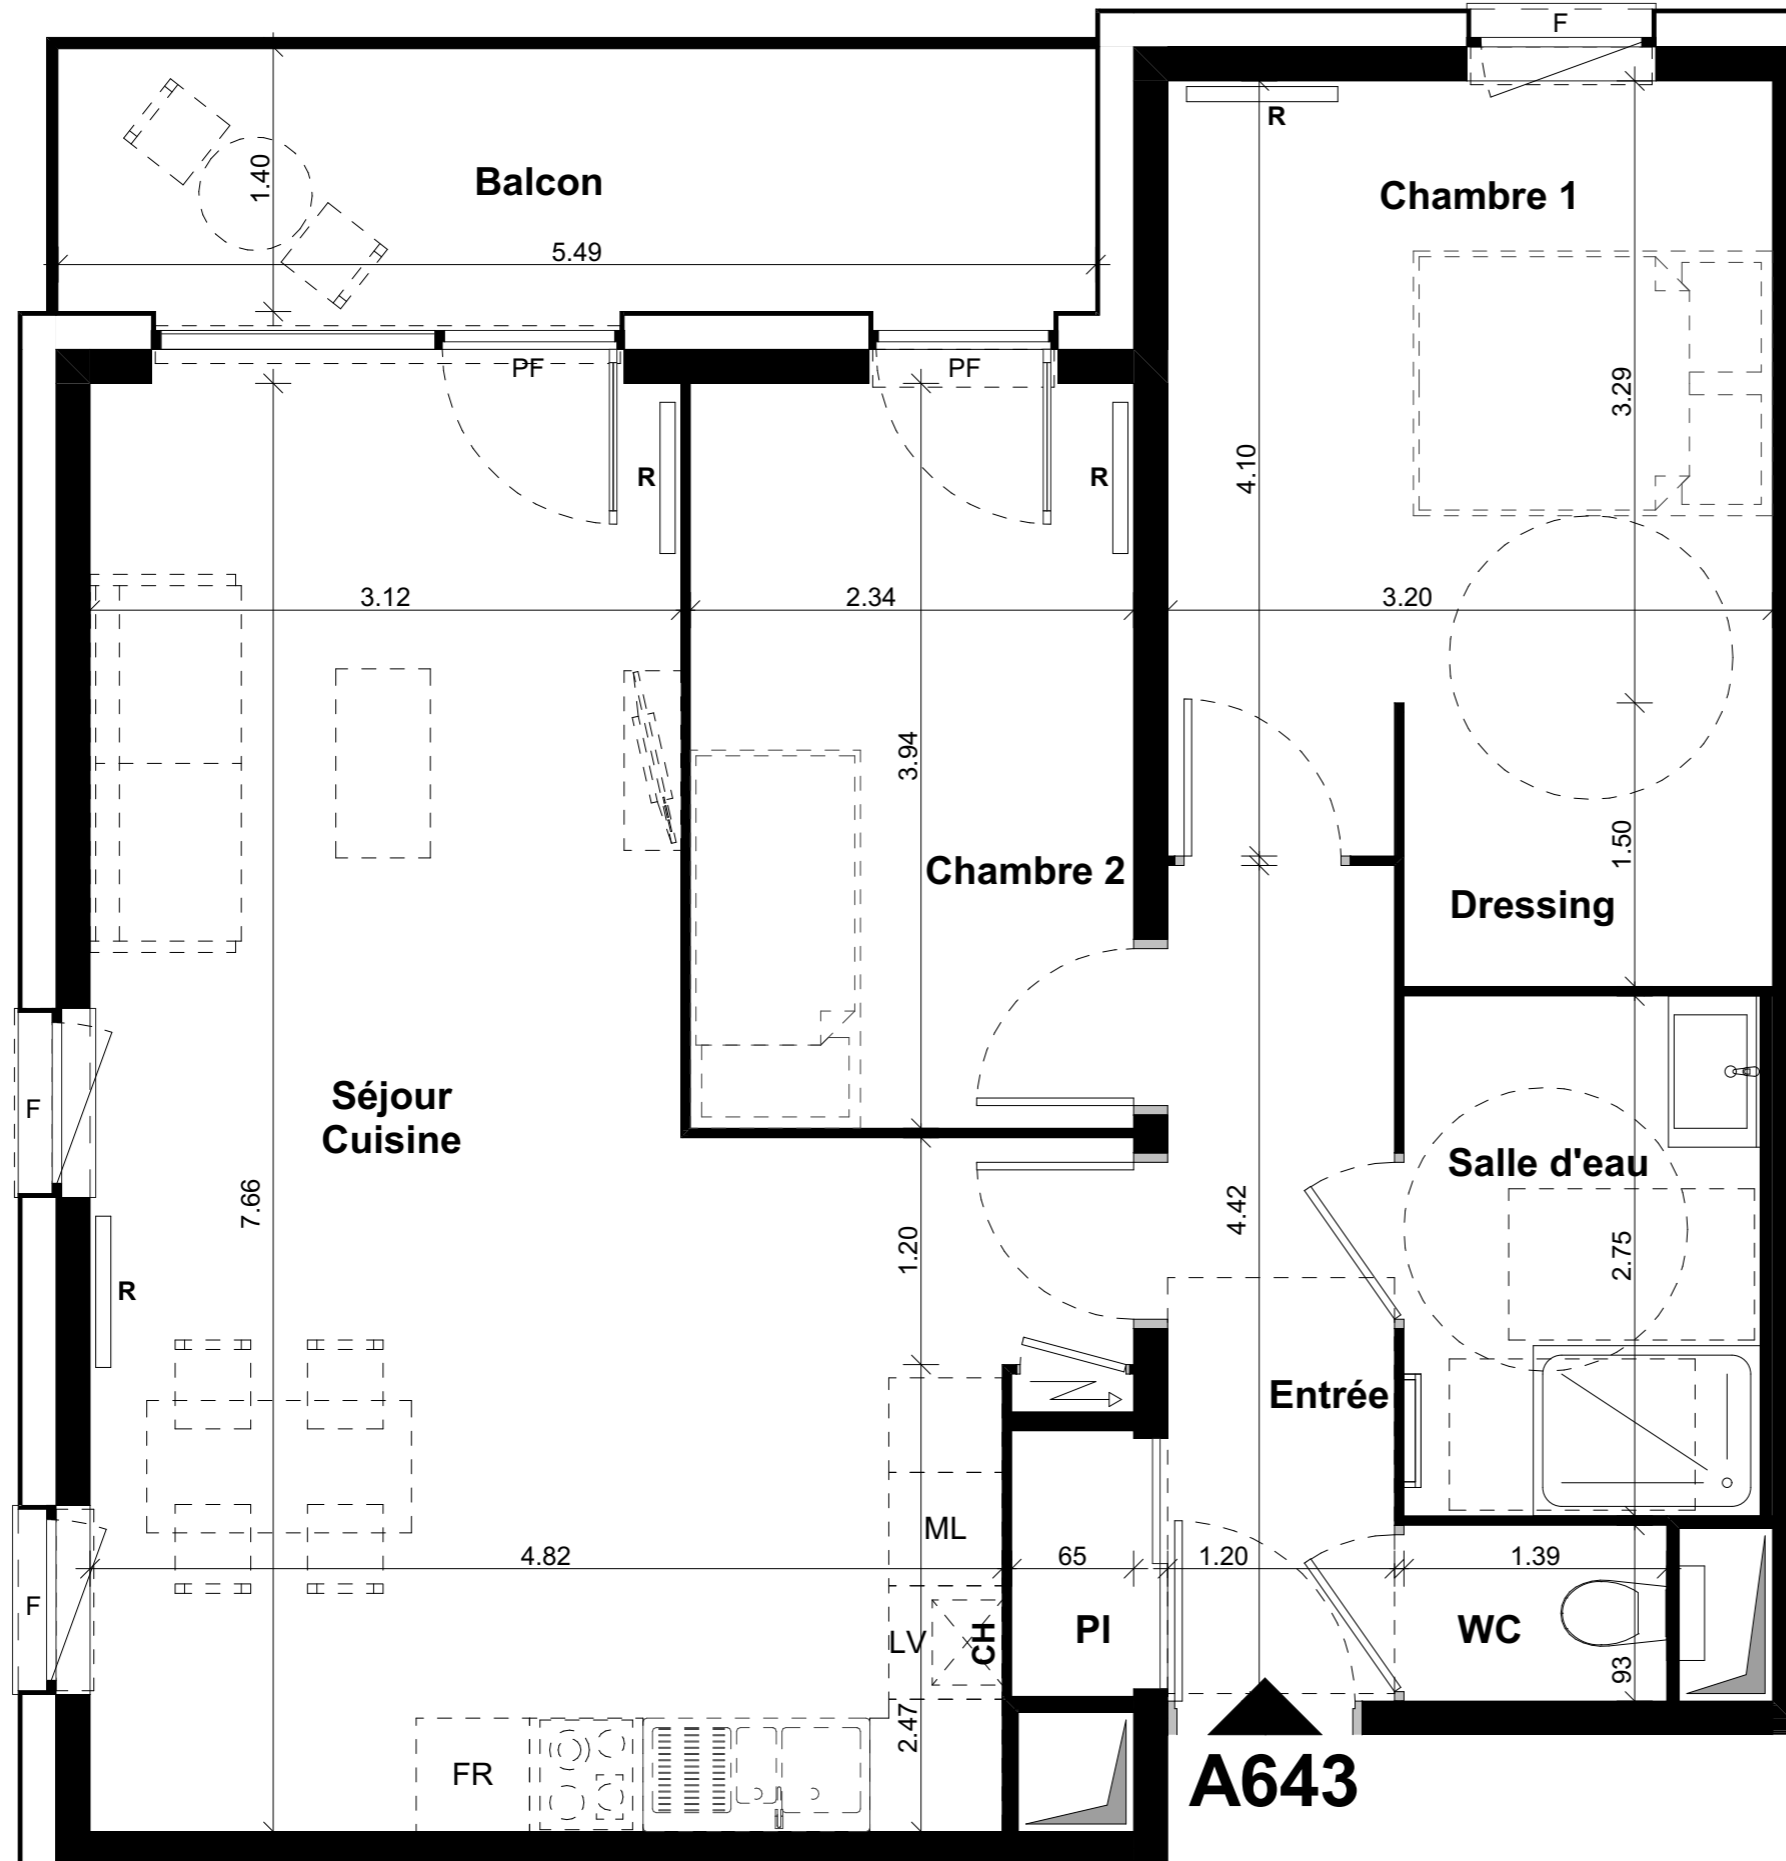 F
R
1.40
Balcon
Chambre 1
5.49
PF
PF
3.29
R
R
4.10
3.12
2.34
3.20
3.94
1.50
Chambre 2
Dressing
Séjour
Cuisine
F
Salle d'eau
7.66
1.20
4.42
2.75
R
Entrée
ML
4.82
65
1.20
1.39
F
LV
CH
Pl
WC
93
2.47
FR
A643